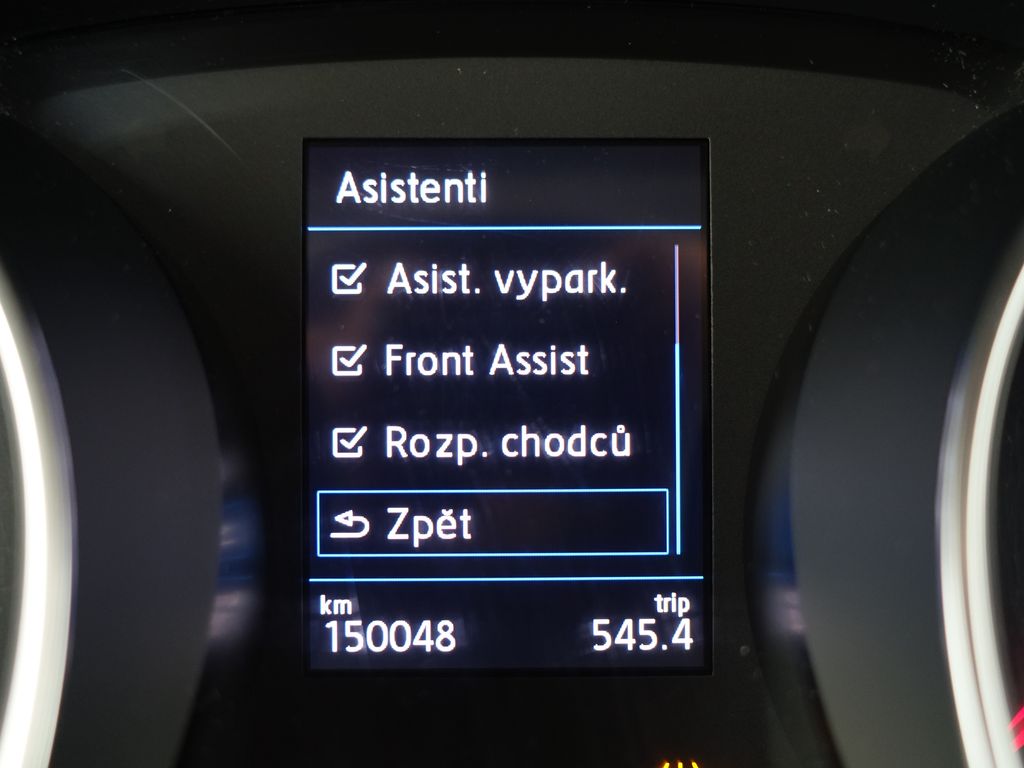 Asistenti
Asist. vypark.
Front Assist
Rozp. chodců
Zpět
km trip
150048 545.4